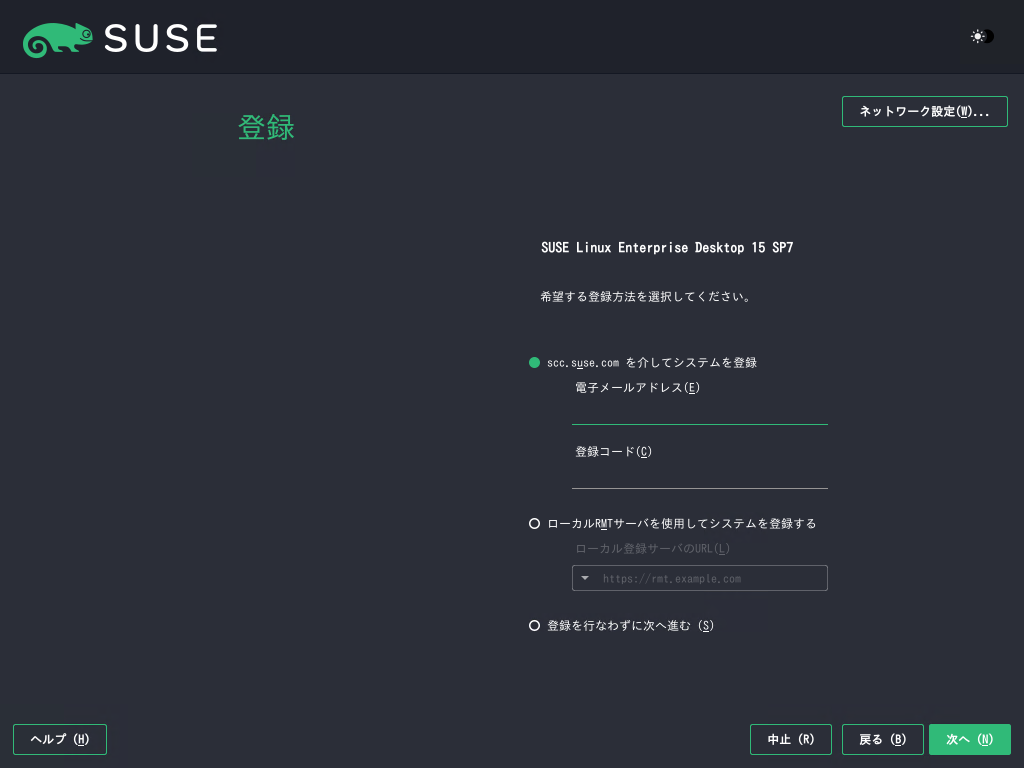 SUSE
ネットワーク設定(W)...
登録
SUSE Linux Enterprise Desktop 15 SP7
希望する登録方法を選択してください。
scc.suse.com を介してシステムを登録
電子メールアドレス(E)
登録コード(C)
ローカルRMTサーバを使用してシステムを登録する
ローカル登録サーバのURL(L)
https://rmt.example.com
登録を行なわずに次へ進む (S)
ヘルプ (H)
中止 (R)
戻る (B)
次へ (N)